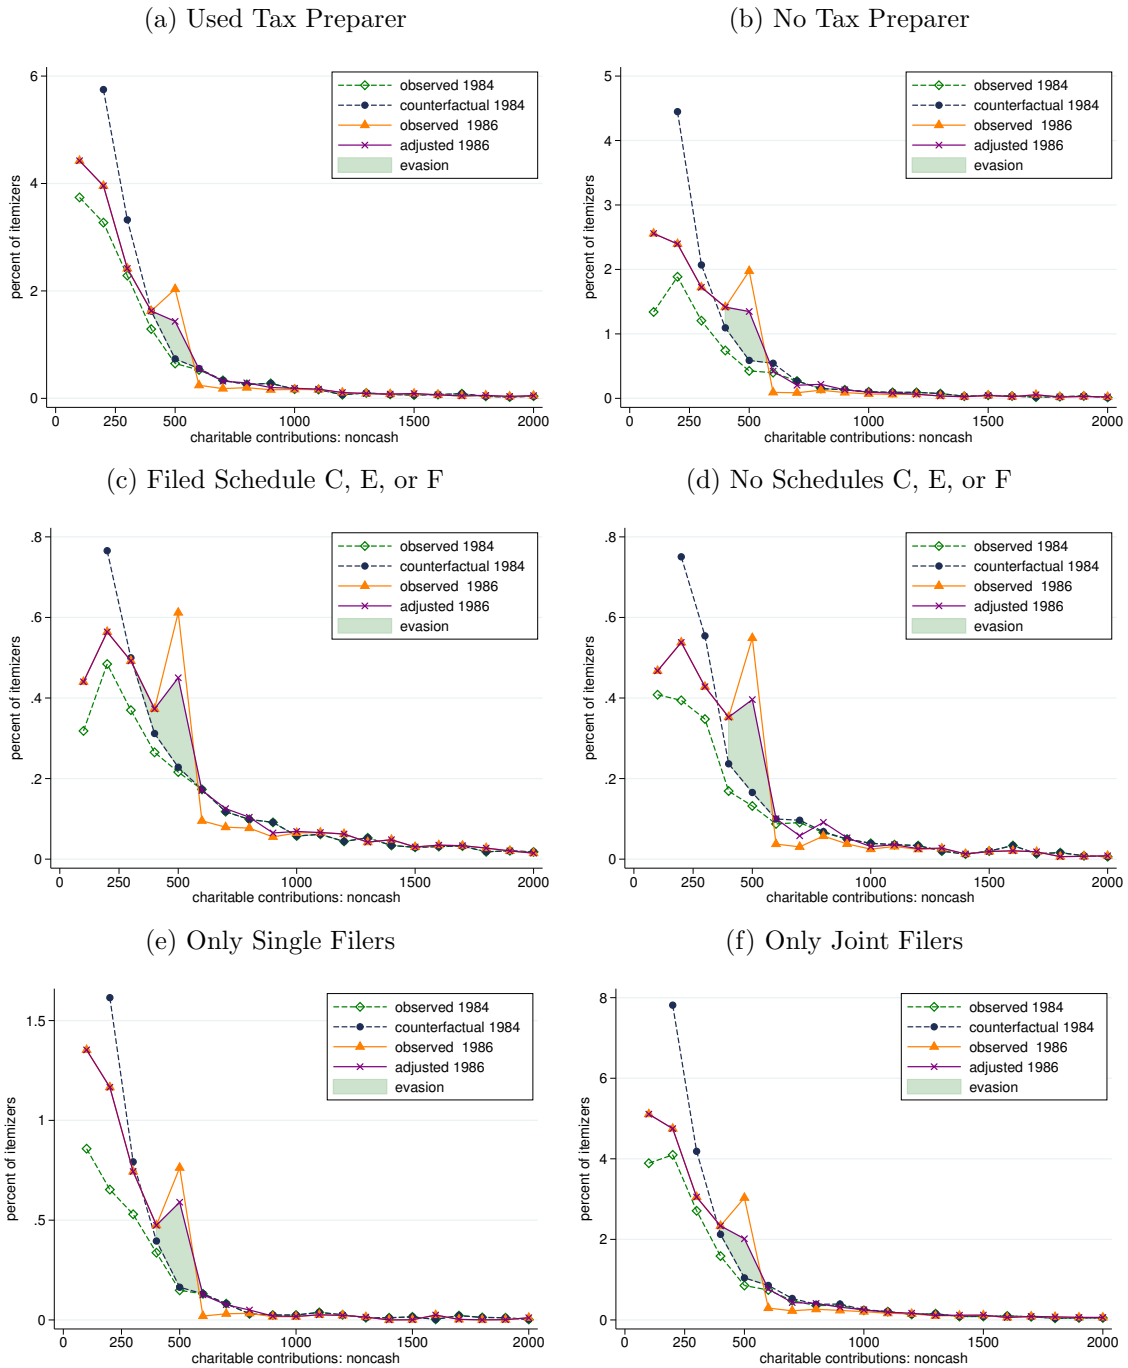 (a) Used Tax Preparer
percent of itemizers
6
4
2
0
observed 1984
counterfactual 1984
observed 1986
adjusted 1986
evasion
0 250 500 1000 1500 2000
charitable contributions: noncash
(b) No Tax Preparer
percent of itemizers
5
4
3
2
1
0
observed 1984
counterfactual 1984
observed 1986
adjusted 1986
evasion
0 250 500 1000 1500 2000
charitable contributions: noncash
(c) Filed Schedule C, E, or F
percent of itemizers
.8
.6
.4
.2
0
observed 1984
counterfactual 1984
observed 1986
adjusted 1986
evasion
0 250 500 1000 1500 2000
charitable contributions: noncash
(d) No Schedules C, E, or F
percent of itemizers
.8
.6
.4
.2
0
observed 1984
counterfactual 1984
observed 1986
adjusted 1986
evasion
0 250 500 1000 1500 2000
charitable contributions: noncash
(e) Only Single Filers
percent of itemizers
1.5
1
.5
0
observed 1984
counterfactual 1984
observed 1986
adjusted 1986
evasion
0 250 500 1000 1500 2000
charitable contributions: noncash
(f) Only Joint Filers
percent of itemizers
8
6
4
2
0
observed 1984
counterfactual 1984
observed 1986
adjusted 1986
evasion
0 250 500 1000 1500 2000
charitable contributions: noncash